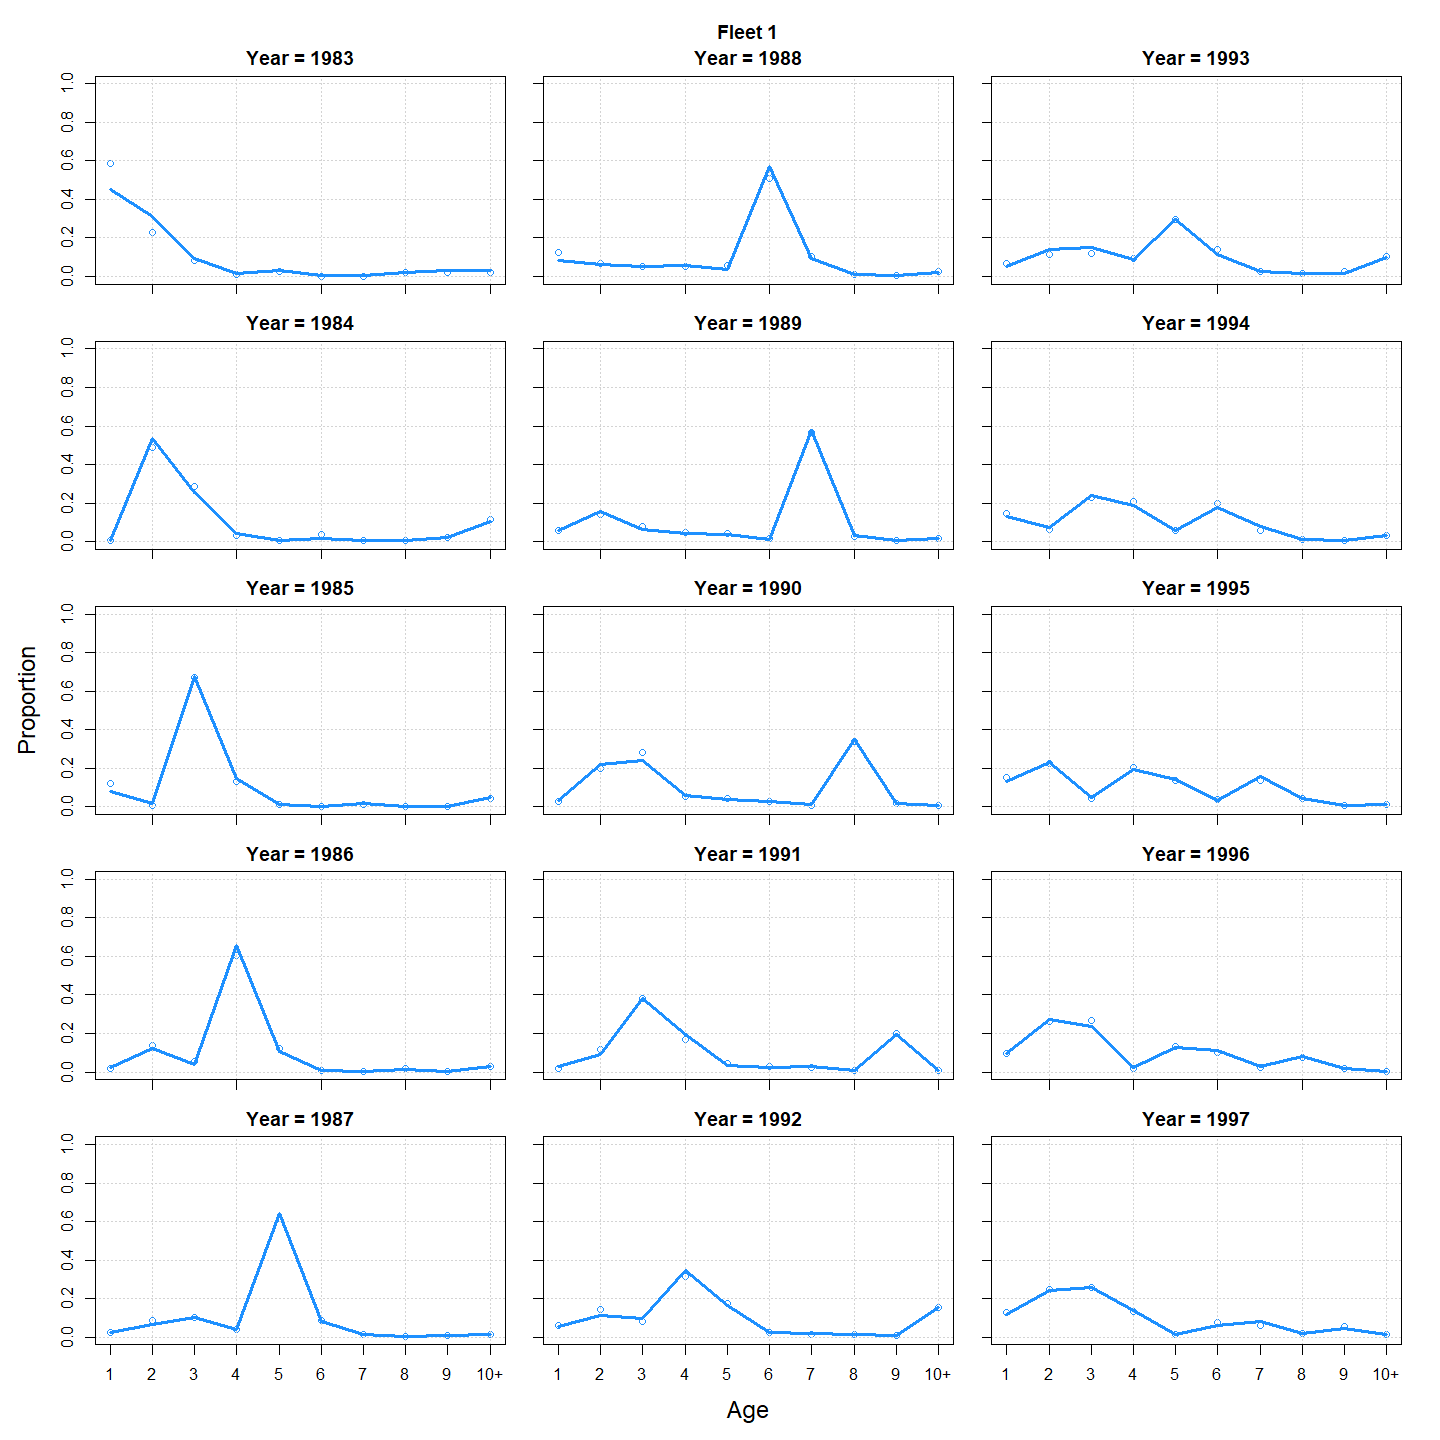 Fleet 1
Year = 1983 Year = 1988 Year = 1993
0.0 0.2 0.4 0.6 0.8 1.0
Year = 1984 Year = 1989 Year = 1994
0.0 0.2 0.4 0.6 0.8 1.0
Year = 1985 Year = 1990 Year = 1995
0.0 0.2 0.4 0.6 0.8 1.0
Proportion
Year = 1986 Year = 1991 Year = 1996
0.0 0.2 0.4 0.6 0.8 1.0
Year = 1987 Year = 1992 Year = 1997
0.0 0.2 0.4 0.6 0.8 1.0
1 2 3 4 5 6 7 8 9 10+ 1 2 3 4 5 6 7 8 9 10+ 1 2 3 4 5 6 7 8 9 10+
Age